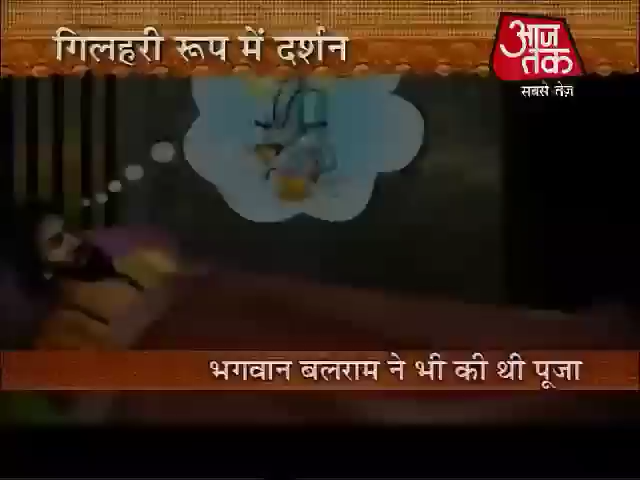 गिलहरी रूप में दर्शन
आज
तक
सबसे तेज़
भगवान बलराम ने भी की थी पूजा